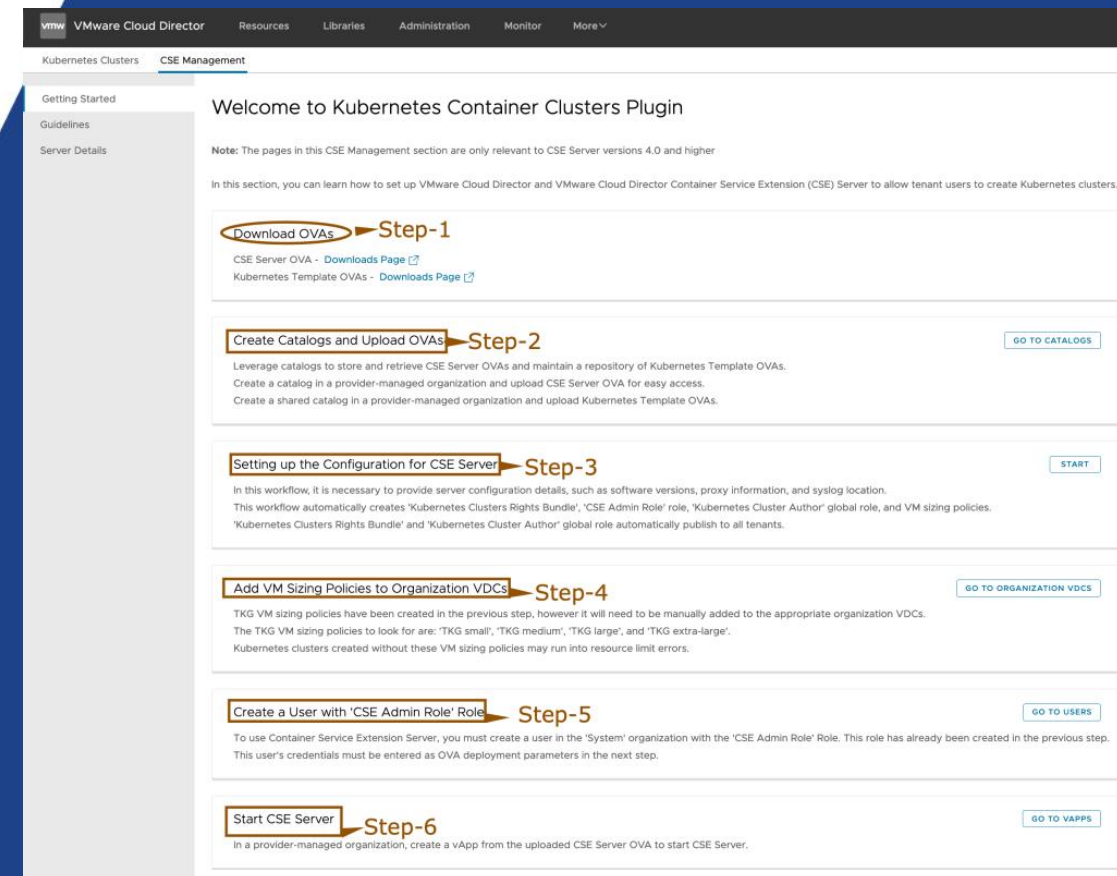 vmw VMware Cloud Director Resources Libraries Administration Monitor More
Kubernetes Clusters CSE Management
Getting Started
Guidelines
Server Details
Welcome to Kubernetes Container Clusters Plugin
Note: The pages in this CSE Management section are only relevant to CSE Server versions 4.0 and higher
In this section, you can learn how to set up VMware Cloud Director and VMware Cloud Director Container Service Extension (CSE) Server to allow tenant users to create Kubernetes clusters.
Download OVAs Step-1
CSE Server OVA - Downloads Page
Kubernetes Template OVAs - Downloads Page
Create Catalogs and Upload OVAs Step-2 GO TO CATALOGS
Leverage catalogs to store and retrieve CSE Server OVAs and maintain a repository of Kubernetes Template OVAs.
Create a catalog in a provider-managed organization and upload CSE Server OVA for easy access.
Create a shared catalog in a provider-managed organization and upload Kubernetes Template OVAs.
Setting up the Configuration for CSE Server Step-3 START
In this workflow, it is necessary to provide server configuration details, such as software versions, proxy information, and syslog location.
This workflow automatically creates 'Kubernetes Clusters Rights Bundle', 'CSE Admin Role' role, 'Kubernetes Cluster Author' global role, and VM sizing policies.
'Kubernetes Clusters Rights Bundle' and 'Kubernetes Cluster Author' global role automatically publish to all tenants.
Add VM Sizing Policies to Organization VDCs Step-4 GO TO ORGANIZATION VDCS
TKG VM sizing policies have been created in the previous step, however it will need to be manually added to the appropriate organization VDCs.
The TKG VM sizing policies to look for are: 'TKG small', 'TKG medium', 'TKG large', and 'TKG extra-large'.
Kubernetes clusters created without these VM sizing policies may run into resource limit errors.
Create a User with 'CSE Admin Role' Role Step-5 GO TO USERS
To use Container Service Extension Server, you must create a user in the 'System' organization with the 'CSE Admin Role' Role. This role has already been created in the previous step.
This user's credentials must be entered as OVA deployment parameters in the next step.
Start CSE Server Step-6 GO TO VAPPS
In a provider-managed organization, create a vApp from the uploaded CSE Server OVA to start CSE Server.